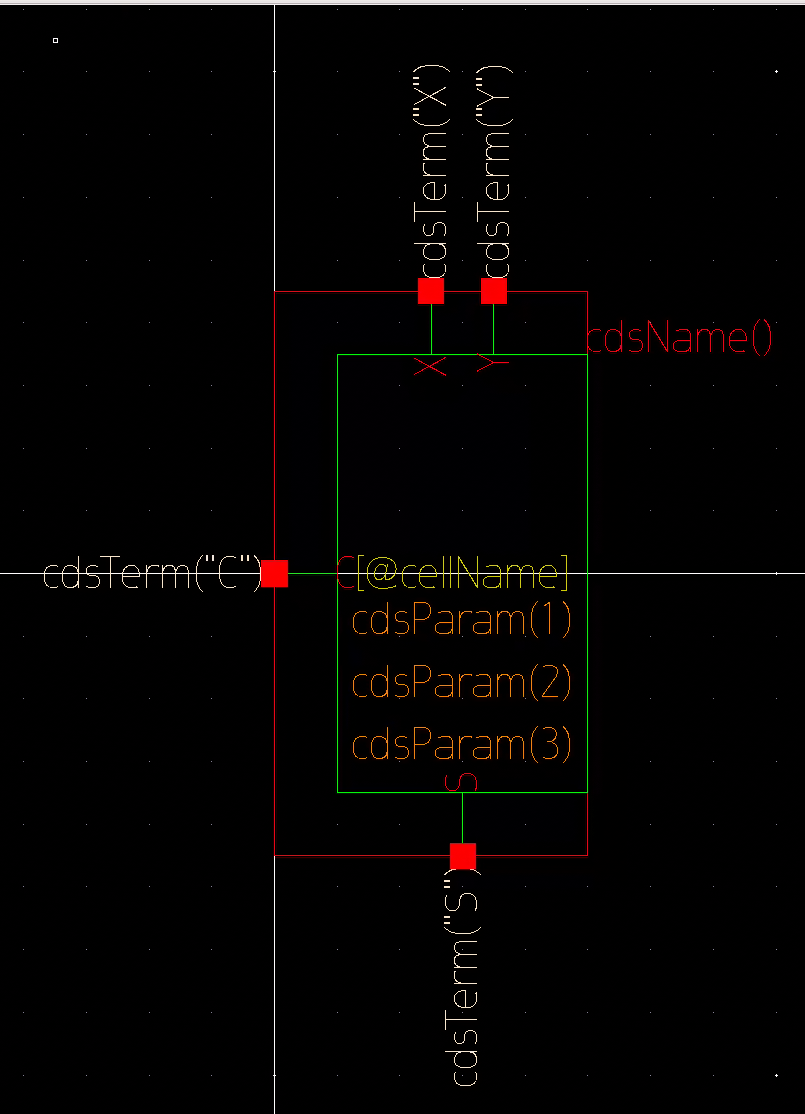 cdsTerm("X")
cdsTerm("Y")
cdsName()
X
Y
cdsTerm("C")
C
[@cellName]
cdsParam(1)
cdsParam(2)
cdsParam(3)
S
cdsTerm("S")